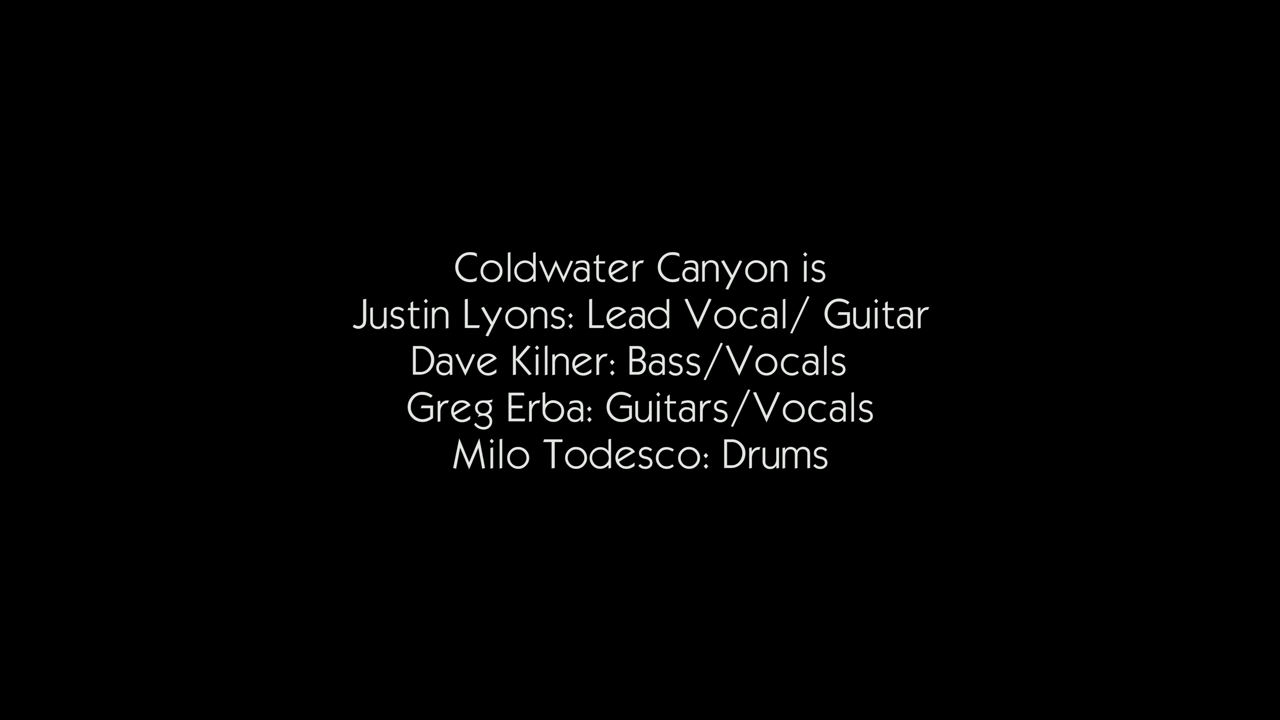 Coldwater Canyon is
Justin Lyons: Lead Vocal/ Guitar
Dave Kilner: Bass/Vocals
Greg Erba: Guitars/Vocals
Milo Todesco: Drums